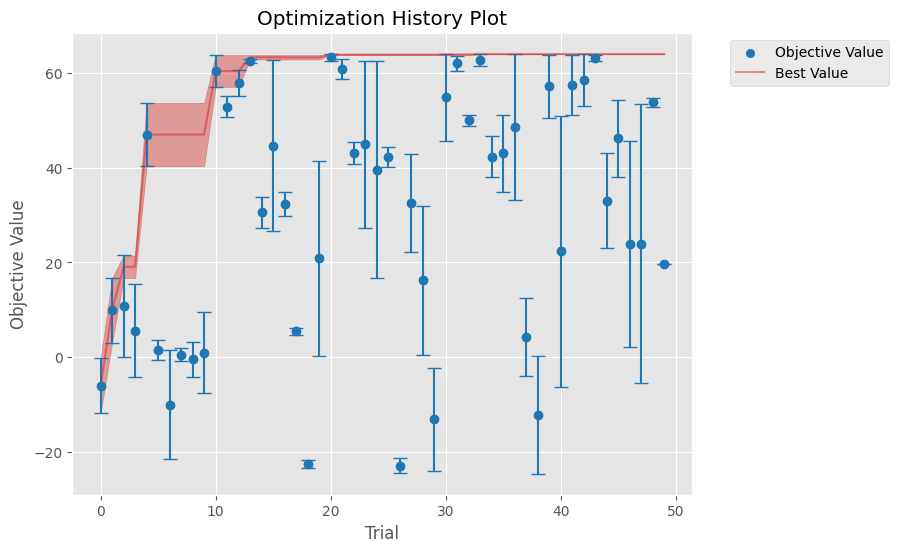 Optimization History Plot
Objective Value
Best Value
Objective Value
60
40
20
0
−20
0 10 20 30 40 50
Trial